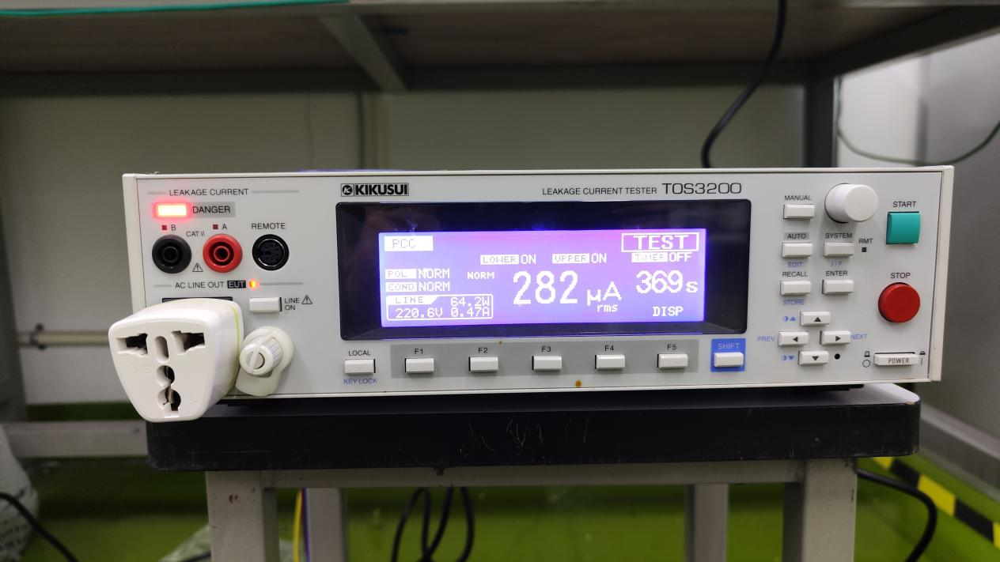 LEAKAGE CURRENT
DANGER
B
A
CAT II
REMOTE
AC LINE OUT EUT
LINE
ON
KIKUSUI
LEAKAGE CURRENT TESTER TOS3200
PCC
TEST
LOWER ON UPPER ON TIMER OFF
POL NORM NORM
COND NORM
282 μA
rms
369 s
LINE 64.2W
220.6V 0.47A
DISP
LOCAL
KEY LOCK
F1
F2
F3
F4
F5
SHIFT
MANUAL
AUTO
EDIT
SYSTEM
I/F
RMT
RECALL
STORE
ENTER
PREV
NEXT
START
STOP
POWER